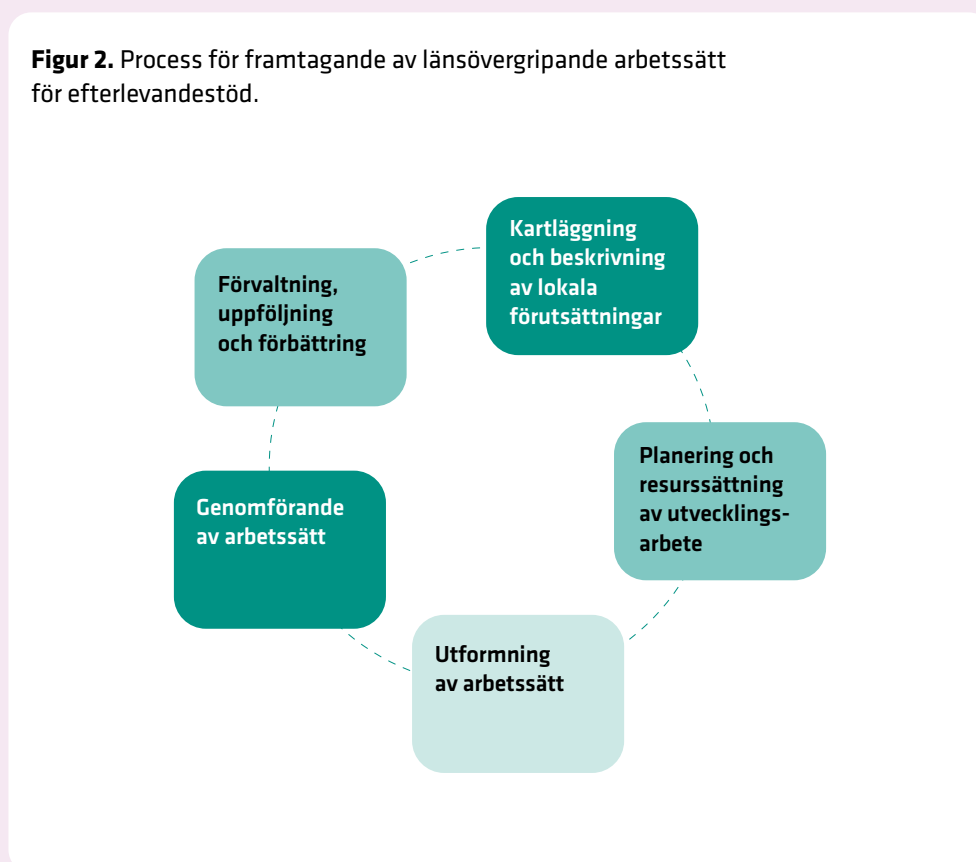 Figur 2. Process för framtagande av länsövergripande arbetssätt
för efterlevandestöd.
Kartläggning
och beskrivning
av lokala
förutsättningar
Planering och
resurssättning
av utvecklings-
arbete
Utformning
av arbetssätt
Genomförande
av arbetssätt
Förvaltning,
uppföljning
och förbättring